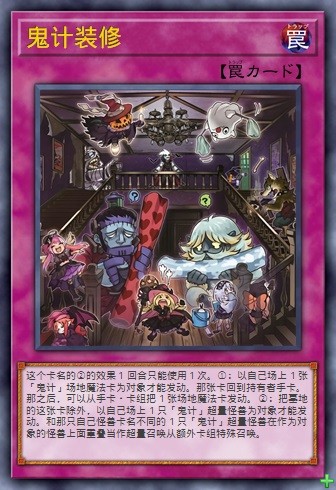 鬼计装修
トラップ
罠
【罠カード】
这个卡名的②的效果1回合只能使用1次。①：以自己场上1张
「鬼计」场地魔法卡为对象才能发动。那张卡回到持有者手卡。
那之后，可以从手卡·卡组把1张场地魔法卡发动。②：把墓地
的这张卡除外，以自己场上1只「鬼计」超量怪兽为对象才能发
动。和那只自己怪兽卡名不同的1只「鬼计」超量怪兽在作为对
象的怪兽上面重叠当作超量召唤从额外卡组特殊召唤。